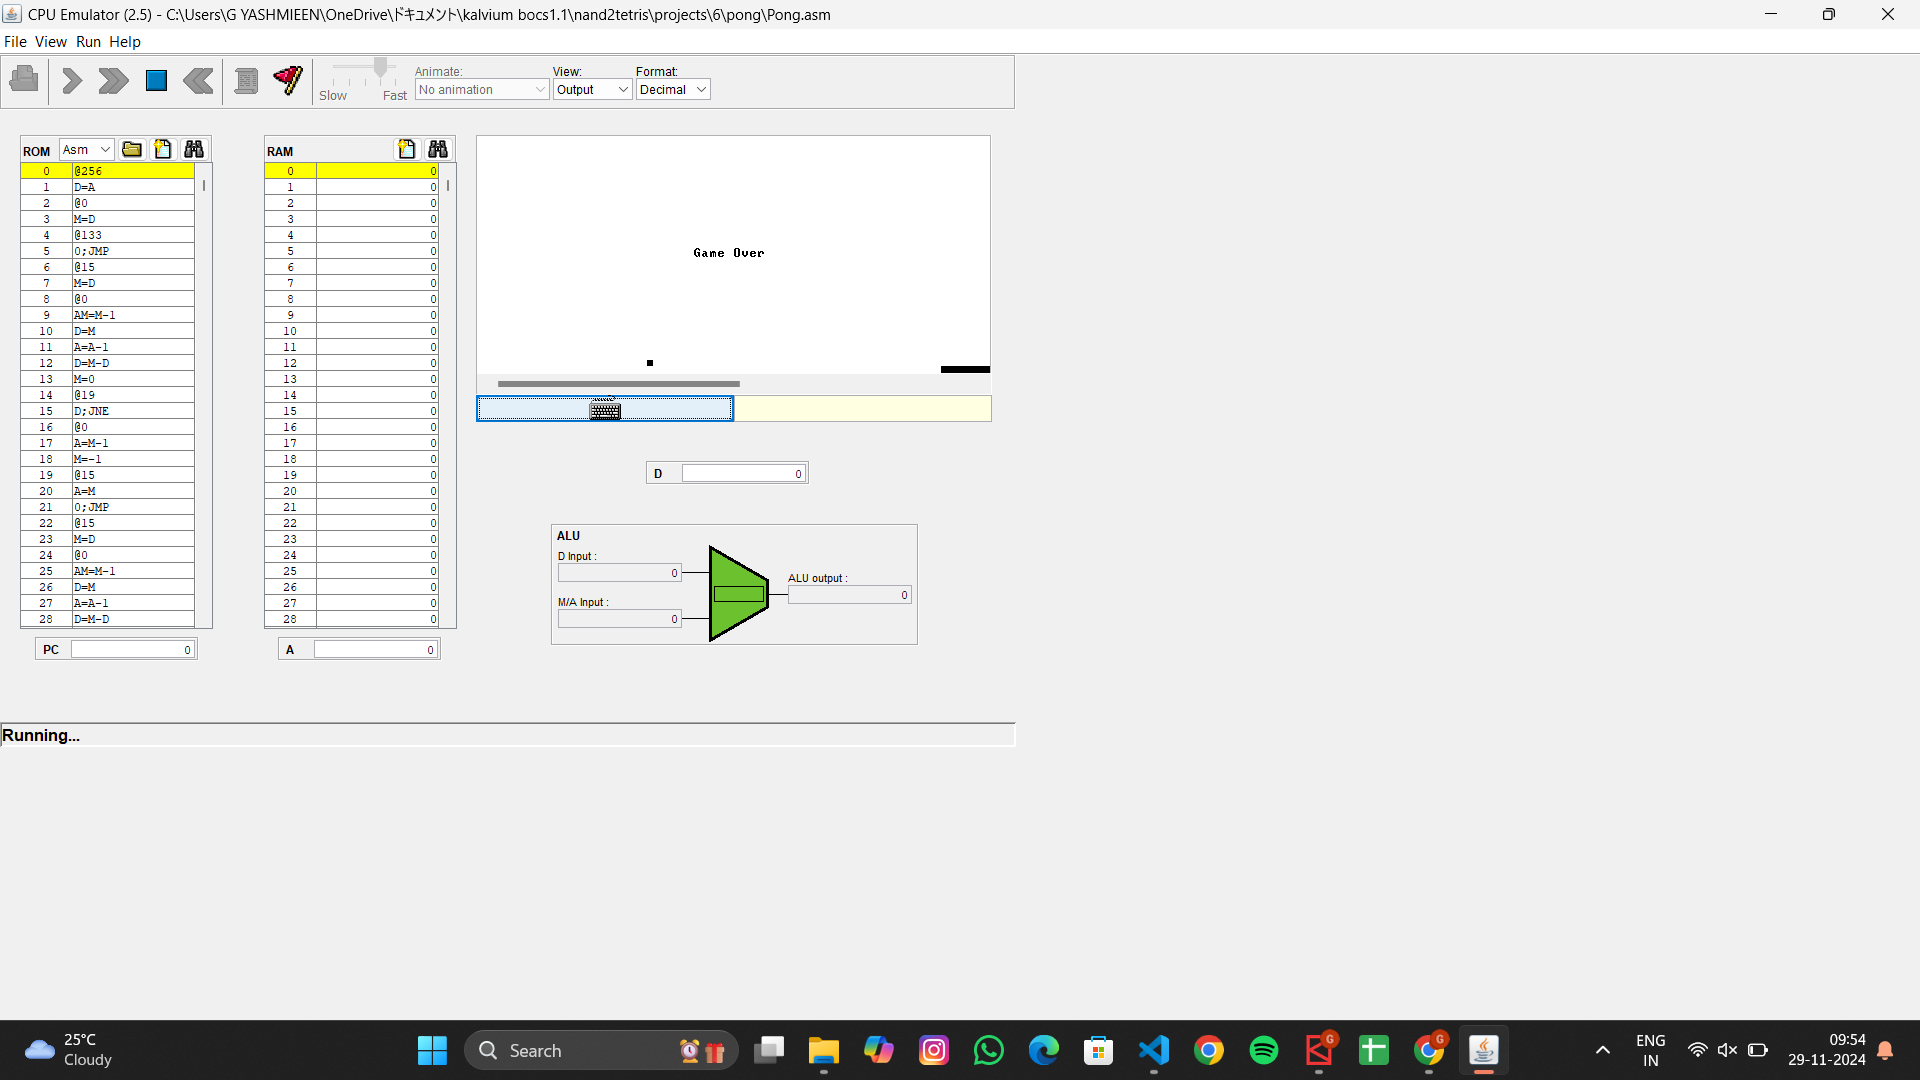 CPU Emulator (2.5) - C:\Users\G YASHMIEEN\OneDrive\ドキュメント\kalvium bocs1.1\nand2tetris\projects\6\pong\Pong.asm
File View Run Help
Animate: View: Format:
Slow Fast No animation Output Decimal
ROM Asm
0 @256
1 D=A
2 @0
3 M=D
4 @133
5 0;JMP
6 @15
7 M=D
8 @0
9 AM=M-1
10 D=M
11 A=A-1
12 D=M-D
13 M=0
14 @19
15 D;JNE
16 @0
17 A=M-1
18 M=-1
19 @15
20 A=M
21 0;JMP
22 @15
23 M=D
24 @0
25 AM=M-1
26 D=M
27 A=A-1
28 D=M-D
PC 0
RAM
0 0
1 0
2 0
3 0
4 0
5 0
6 0
7 0
8 0
9 0
10 0
11 0
12 0
13 0
14 0
15 0
16 0
17 0
18 0
19 0
20 0
21 0
22 0
23 0
24 0
25 0
26 0
27 0
28 0
A 0
Game Over
D 0
ALU
D Input :
0
M/A Input :
0
ALU output :
0
Running...
25°C
Cloudy
Search
G
G
ENG
IN
09:54
29-11-2024